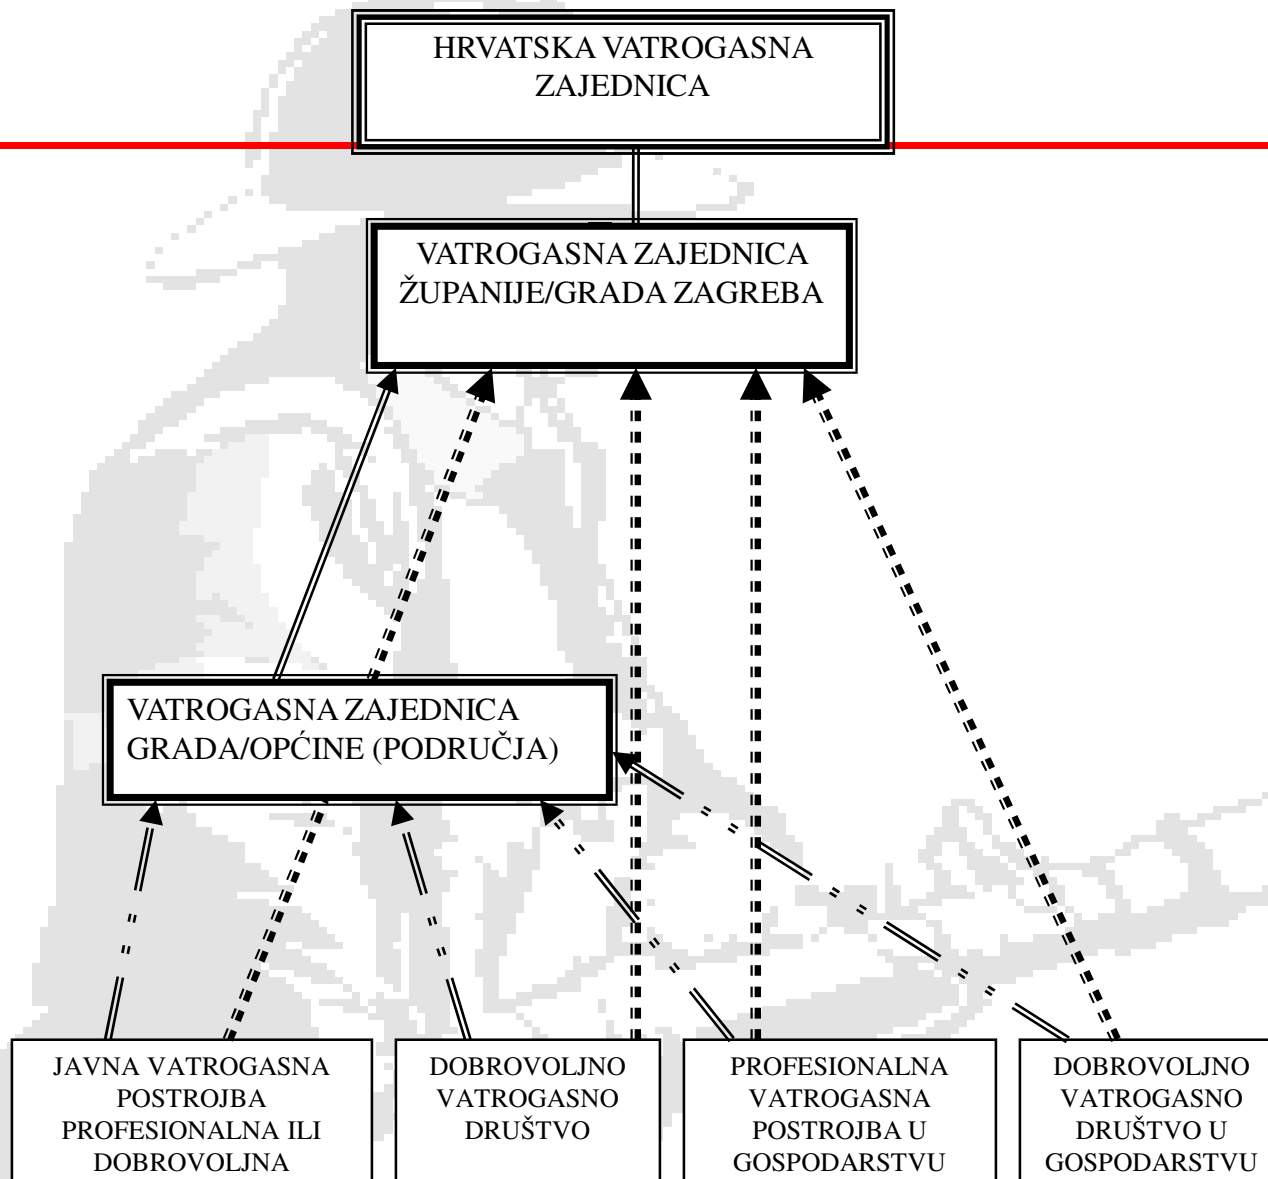 HRVATSKA VATROGASNA
ZAJEDNICA
VATROGASNA ZAJEDNICA
ŽUPANIJE/GRADA ZAGREBA
VATROGASNA ZAJEDNICA
GRADA/OPĆINE (PODRUČJA)
JAVNA VATROGASNA
POSTROJBA
PROFESIONALNA ILI
DOBROVOLJNA
DOBROVOLJNO
VATROGASNO
DRUŠTVO
PROFESIONALNA
VATROGASNA
POSTROJBA U
GOSPODARSTVU
DOBROVOLJNO
VATROGASNO
DRUŠTVO U
GOSPODARSTVU